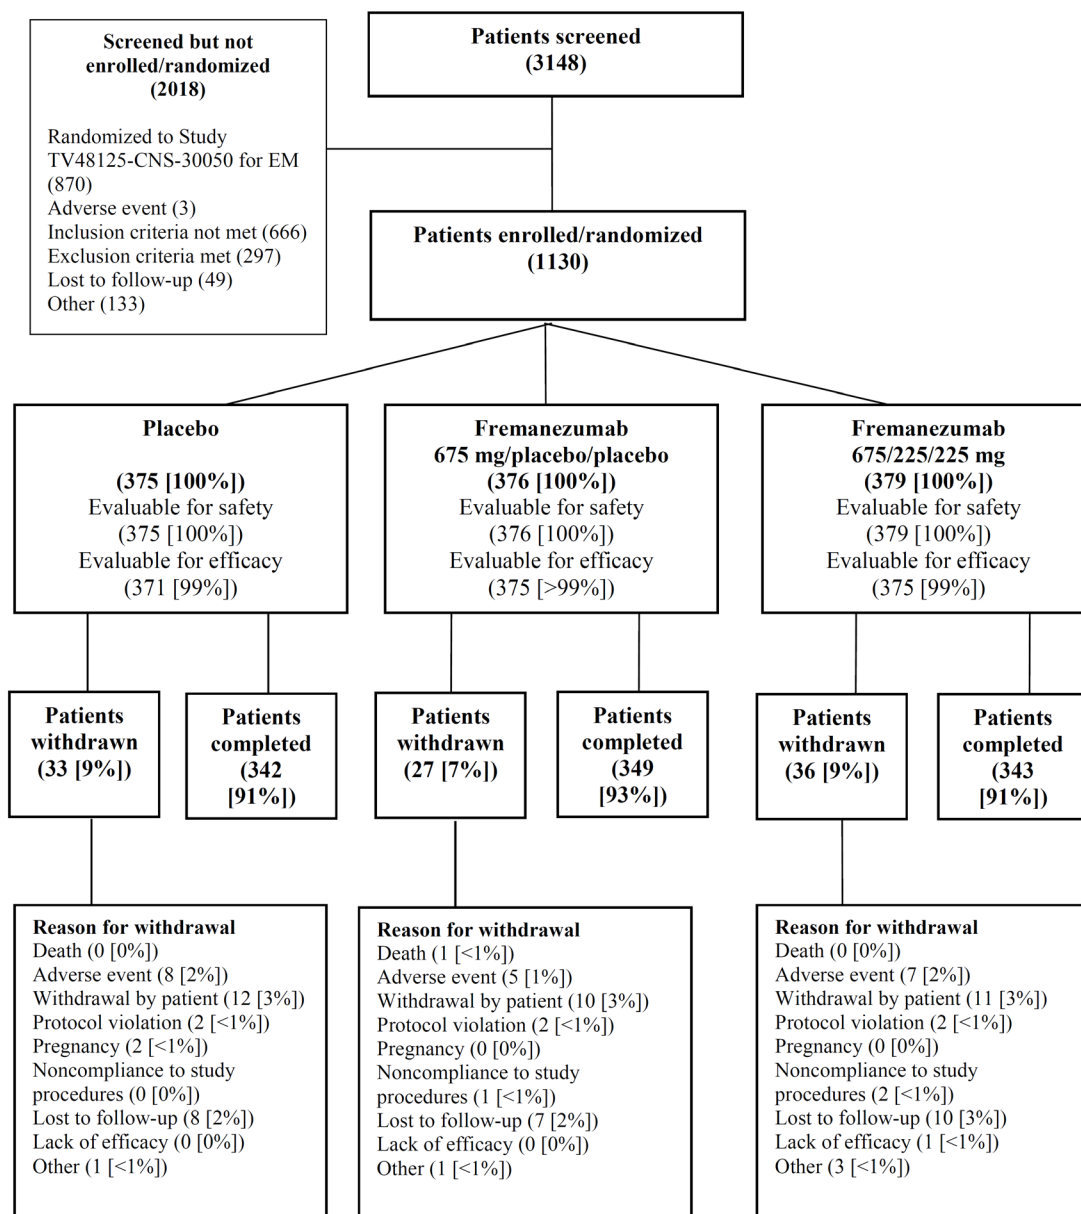 Screened but not
enrolled/randomized
(2018)
Randomized to Study
TV48125-CNS-30050 for EM
(870)
Adverse event (3)
Inclusion criteria not met (666)
Exclusion criteria met (297)
Lost to follow-up (49)
Other (133)
Patients screened
(3148)
Patients enrolled/randomized
(1130)
Placebo
(375 [100%])
Evaluable for safety
(375 [100%])
Evaluable for efficacy
(371 [99%])
Fremanezumab
675 mg/placebo/placebo
(376 [100%])
Evaluable for safety
(376 [100%])
Evaluable for efficacy
(375 [>99%])
Fremanezumab
675/225/225 mg
(379 [100%])
Evaluable for safety
(379 [100%])
Evaluable for efficacy
(375 [99%])
Patients
withdrawn
(33 [9%])
Patients
completed
(342
[91%])
Patients
withdrawn
(27 [7%])
Patients
completed
(349
[93%])
Patients
withdrawn
(36 [9%])
Patients
completed
(343
[91%])
Reason for withdrawal
Death (0 [0%])
Adverse event (8 [2%])
Withdrawal by patient (12 [3%])
Protocol violation (2 [<1%])
Pregnancy (2 [<1%])
Noncompliance to study
procedures (0 [0%])
Lost to follow-up (8 [2%])
Lack of efficacy (0 [0%])
Other (1 [<1%])
Reason for withdrawal
Death (1 [<1%])
Adverse event (5 [1%])
Withdrawal by patient (10 [3%])
Protocol violation (2 [<1%])
Pregnancy (0 [0%])
Noncompliance to study
procedures (1 [<1%])
Lost to follow-up (7 [2%])
Lack of efficacy (0 [0%])
Other (1 [<1%])
Reason for withdrawal
Death (0 [0%])
Adverse event (7 [2%])
Withdrawal by patient (11 [3%])
Protocol violation (2 [<1%])
Pregnancy (0 [0%])
Noncompliance to study
procedures (2 [<1%])
Lost to follow-up (10 [3%])
Lack of efficacy (1 [<1%])
Other (3 [<1%])